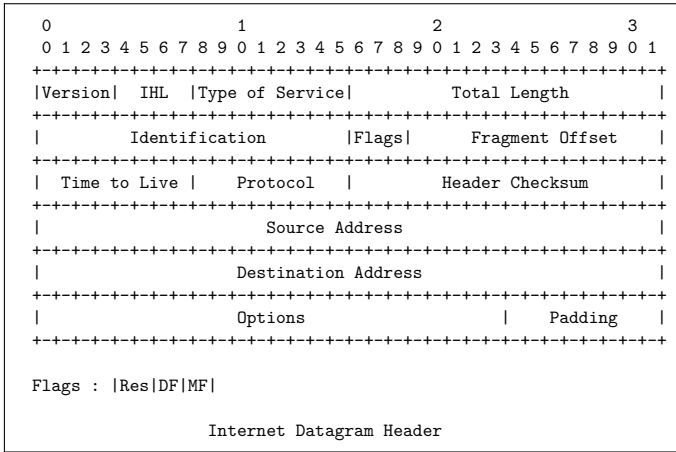 0                   1                   2                   3
 0 1 2 3 4 5 6 7 8 9 0 1 2 3 4 5 6 7 8 9 0 1 2 3 4 5 6 7 8 9 0 1
+-+-+-+-+-+-+-+-+-+-+-+-+-+-+-+-+-+-+-+-+-+-+-+-+-+-+-+-+-+-+-+-+
|Version|  IHL  |Type of Service|          Total Length         |
+-+-+-+-+-+-+-+-+-+-+-+-+-+-+-+-+-+-+-+-+-+-+-+-+-+-+-+-+-+-+-+-+
|         Identification        |Flags|      Fragment Offset    |
+-+-+-+-+-+-+-+-+-+-+-+-+-+-+-+-+-+-+-+-+-+-+-+-+-+-+-+-+-+-+-+-+
|  Time to Live |    Protocol   |         Header Checksum       |
+-+-+-+-+-+-+-+-+-+-+-+-+-+-+-+-+-+-+-+-+-+-+-+-+-+-+-+-+-+-+-+-+
|                       Source Address                          |
+-+-+-+-+-+-+-+-+-+-+-+-+-+-+-+-+-+-+-+-+-+-+-+-+-+-+-+-+-+-+-+-+
|                    Destination Address                        |
+-+-+-+-+-+-+-+-+-+-+-+-+-+-+-+-+-+-+-+-+-+-+-+-+-+-+-+-+-+-+-+-+
|                    Options                    |    Padding    |
+-+-+-+-+-+-+-+-+-+-+-+-+-+-+-+-+-+-+-+-+-+-+-+-+-+-+-+-+-+-+-+-+
Flags : |Res|DF|MF|
Internet Datagram Header